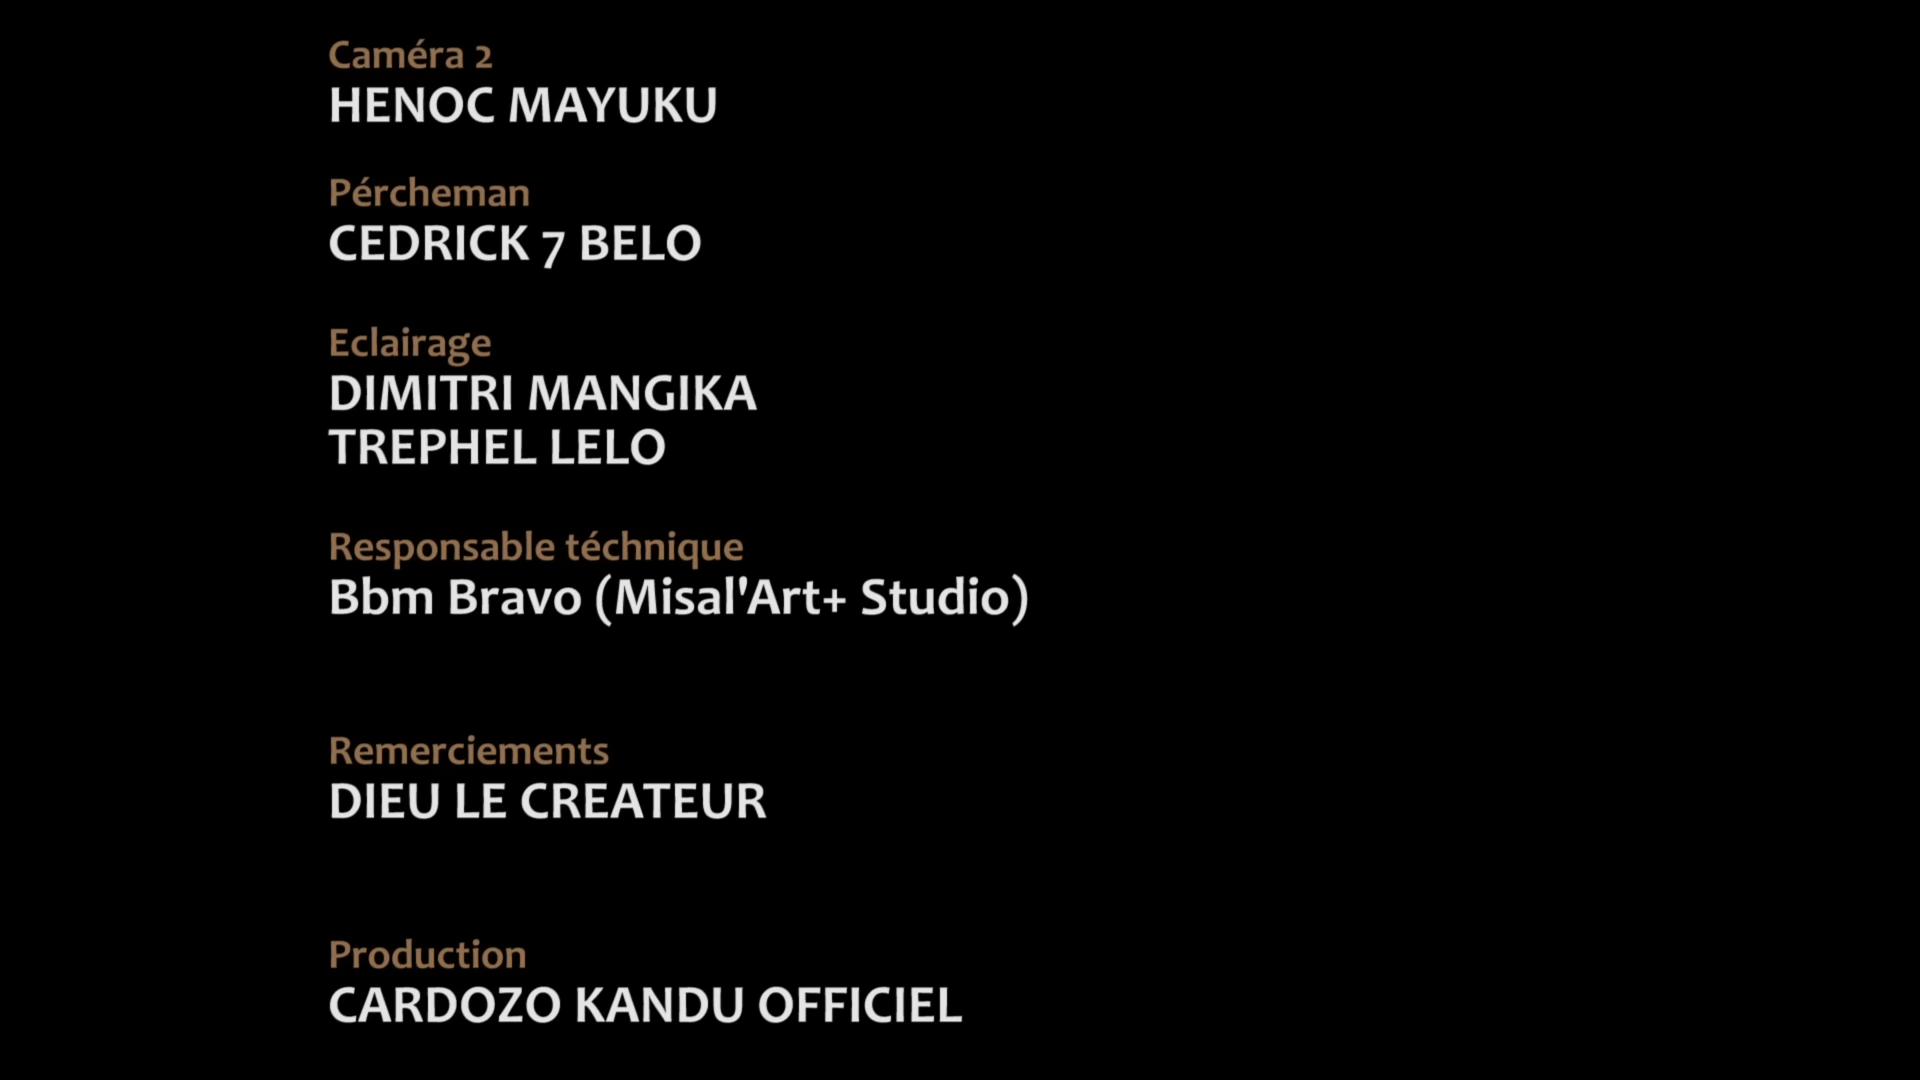 Caméra 2
HENOC MAYUKU
Pércheman
CEDRICK 7 BELO
Eclairage
DIMITRI MANGIKA
TREPHEL LELO
Responsable téchnique
Bbm Bravo (Misal'Art+ Studio)
Remerciements
DIEU LE CREATEUR
Production
CARDOZO KANDU OFFICIEL